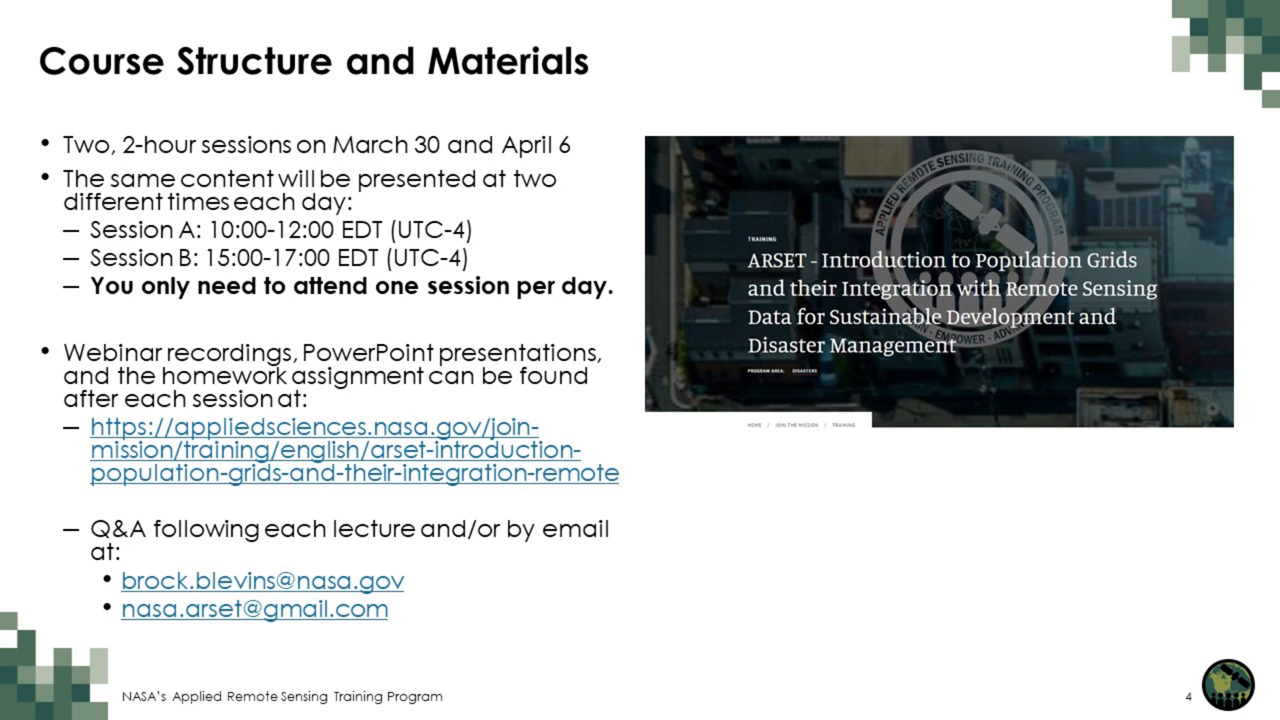 Course Structure and Materials
• Two, 2-hour sessions on March 30 and April 6
• The same content will be presented at two
different times each day:
– Session A: 10:00-12:00 EDT (UTC-4)
– Session B: 15:00-17:00 EDT (UTC-4)
– You only need to attend one session per day.
• Webinar recordings, PowerPoint presentations,
and the homework assignment can be found
after each session at:
– https://appliedsciences.nasa.gov/join-
mission/training/english/arset-introduction-
population-grids-and-their-integration-remote
– Q&A following each lecture and/or by email
at:
• brock.blevins@nasa.gov
• nasa.arset@gmail.com
APPLIED REMOTE SENSING TRAINING PROGRAM
TRAINING
ARSET - Introduction to Population Grids
and their Integration with Remote Sensing
Data for Sustainable Development and
Disaster Management
- EMPOWER -
PROGRAM AREA: DISASTERS
HOME / JOIN THE MISSION / TRAINING
NASA's Applied Remote Sensing Training Program
4